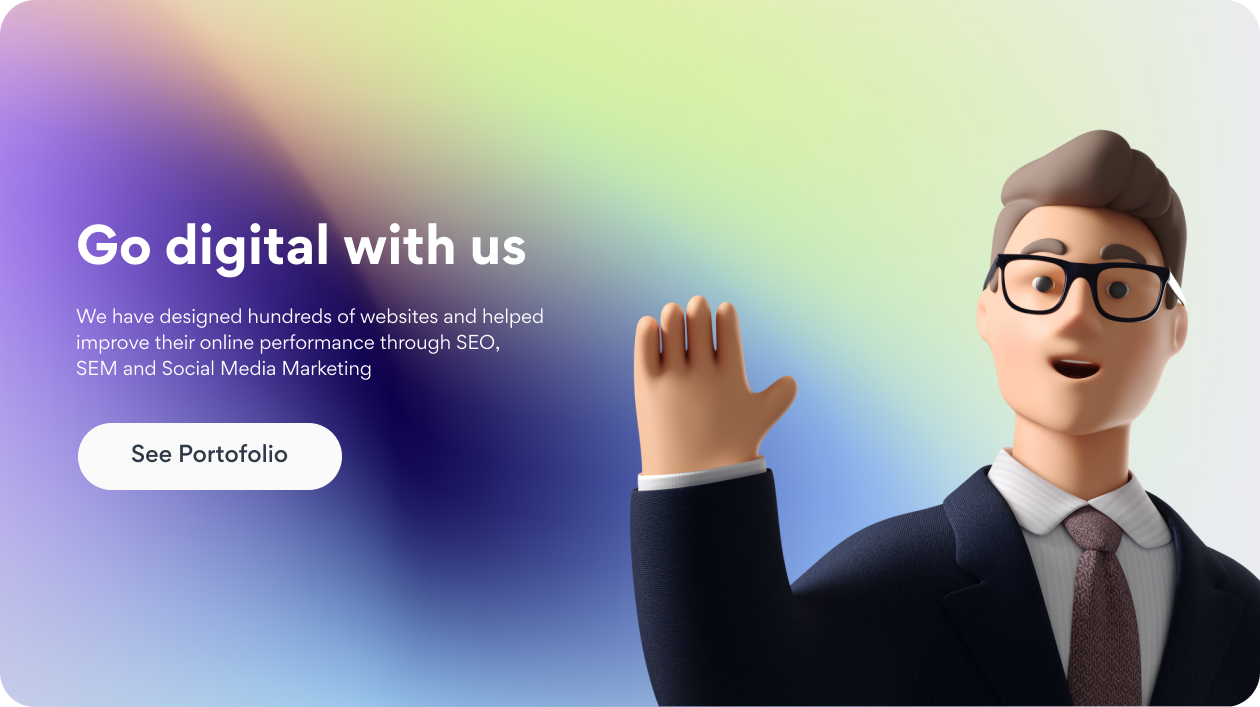 Go digital with us
We have designed hundreds of websites and helped
improve their online performance through SEO,
SEM and Social Media Marketing
See Portofolio